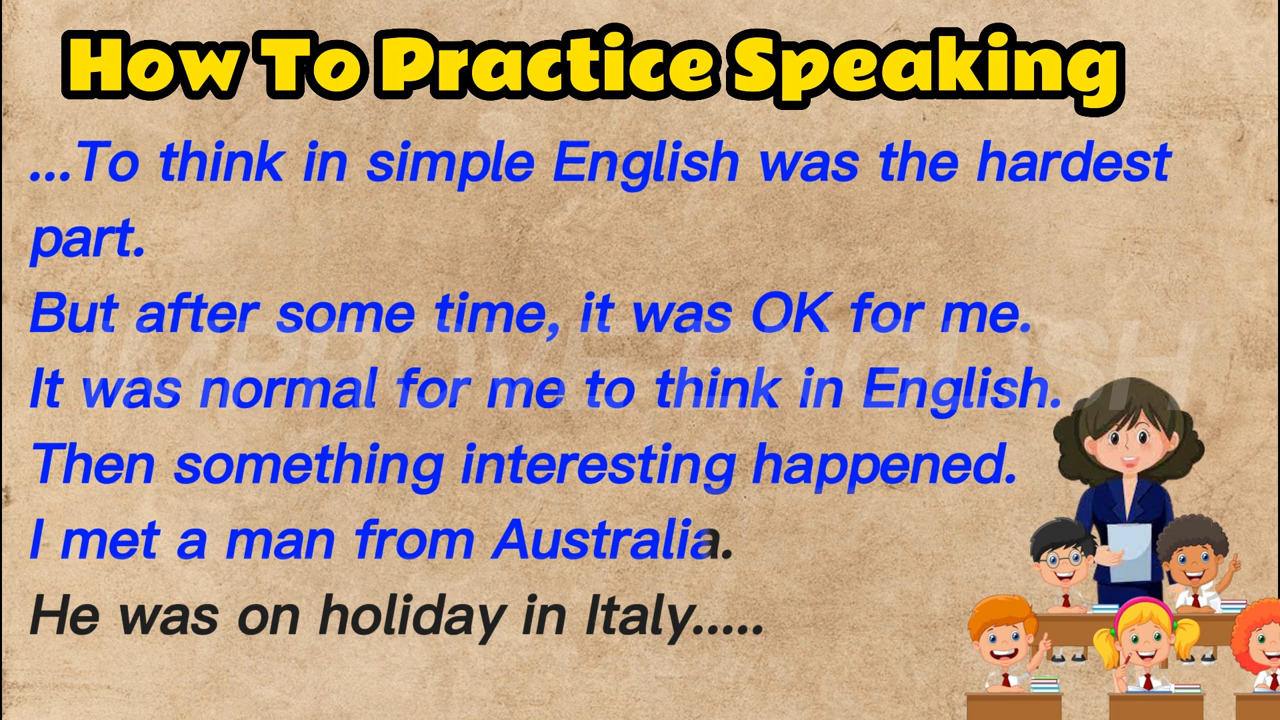 How To Practice Speaking
...To think in simple English was the hardest
part.
But after some time, it was OK for me.
It was normal for me to think in English.
Then something interesting happened.
I met a man from Australia.
He was on holiday in Italy.....
IMPROVE ENGLISH